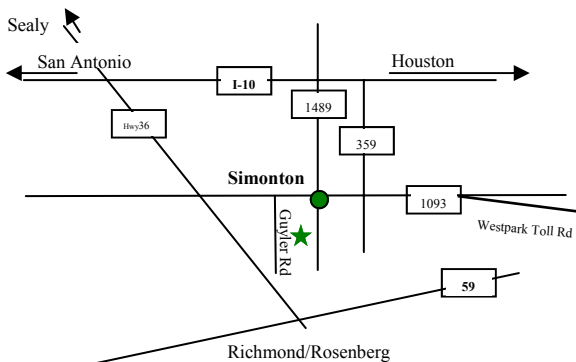 Sealy
San Antonio
Houston
I-10
1489
Hwy36
359
Simonton
1093
Guyler Rd
Westpark Toll Rd
59
Richmond/Rosenberg